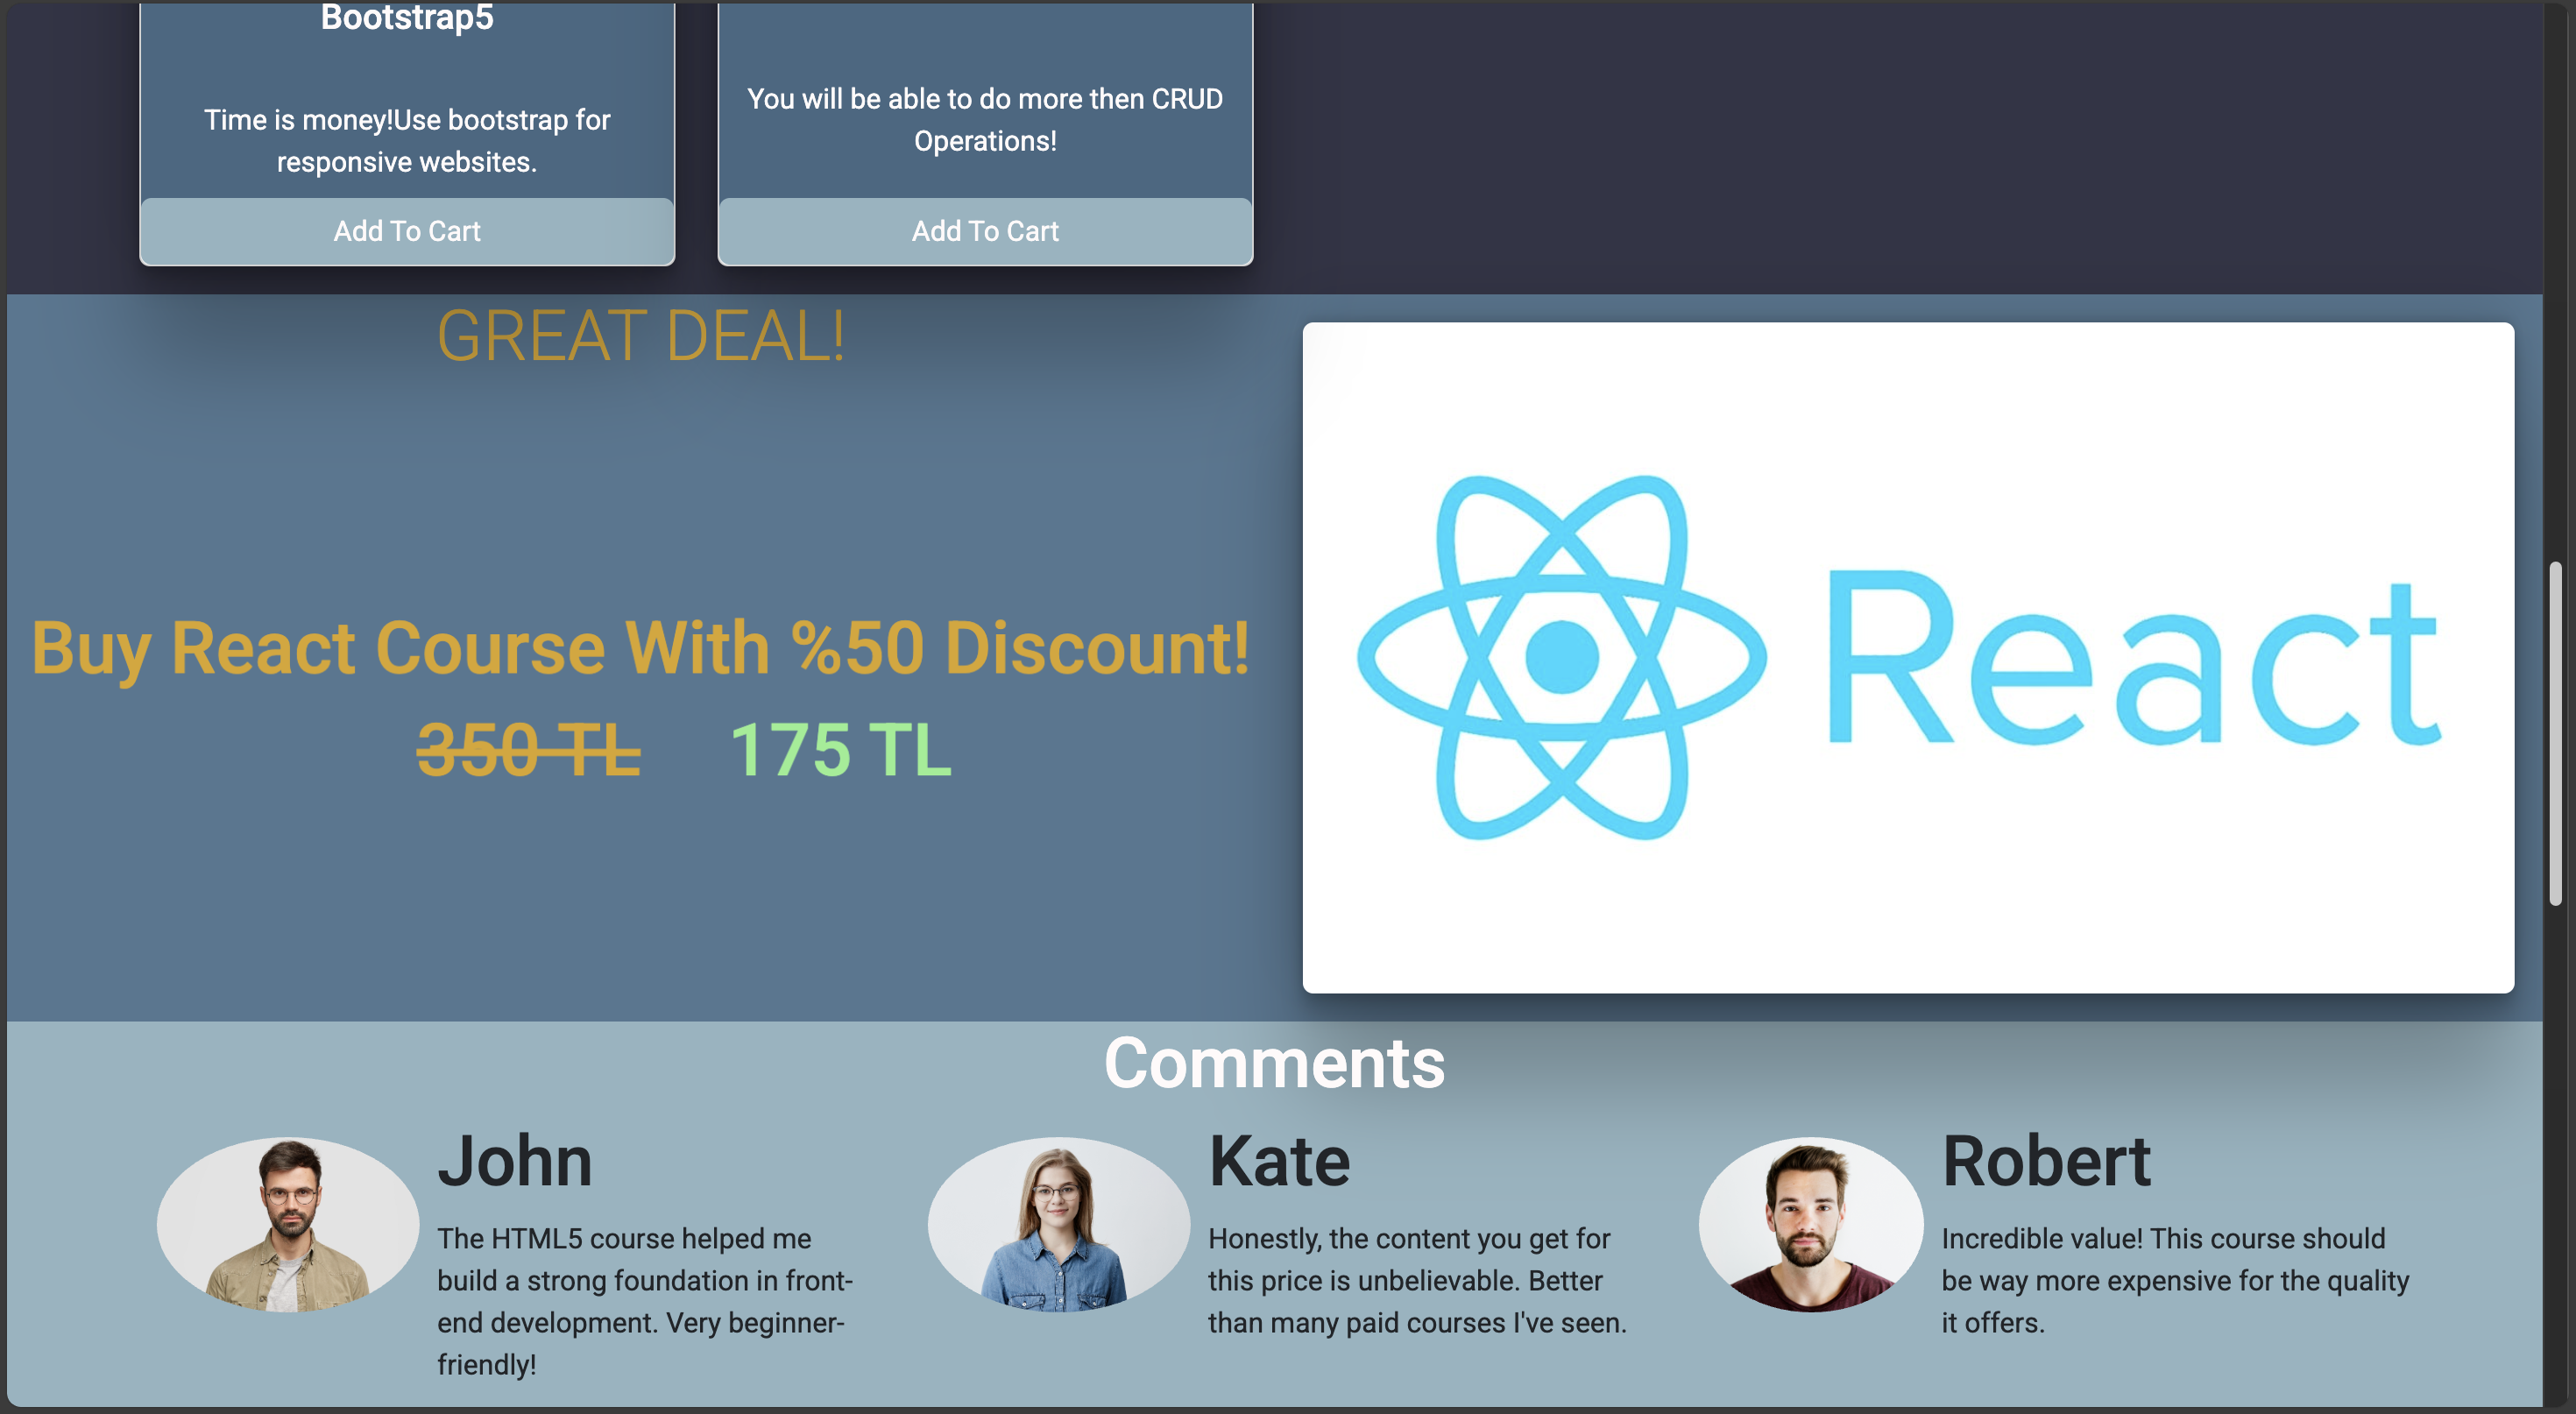 Bootstrap5
Time is money!Use bootstrap for
responsive websites.
Add To Cart
You will be able to do more then CRUD
Operations!
Add To Cart
GREAT DEAL!
Buy React Course With %50 Discount!
350 TL 175 TL
React
Comments
John
The HTML5 course helped me
build a strong foundation in front-
end development. Very beginner-
friendly!
Kate
Honestly, the content you get for
this price is unbelievable. Better
than many paid courses I've seen.
Robert
Incredible value! This course should
be way more expensive for the quality
it offers.